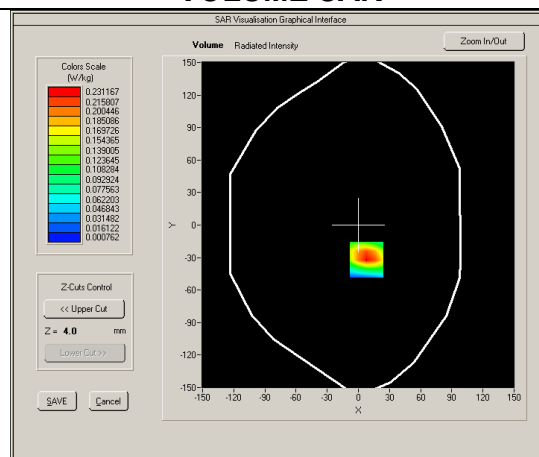 SAR Visualisation Graphical Interface
Volume Radiated Intensity
Zoom In/Out
Colors Scale
(W/kg)
0.231167
0.215807
0.200446
0.185086
0.169726
0.154365
0.139005
0.123645
0.108284
0.092924
0.077563
0.062203
0.046843
0.031482
0.016122
0.000762
Z-Cuts Control
<< Upper Cut
Z = 4.0 mm
Lower Cut >>
SAVE Cancel
150
120
90
60
30
0
-30
-60
-90
-120
-150
Y
-150 -120 -90 -60 -30 0 30 60 90 120 150
X